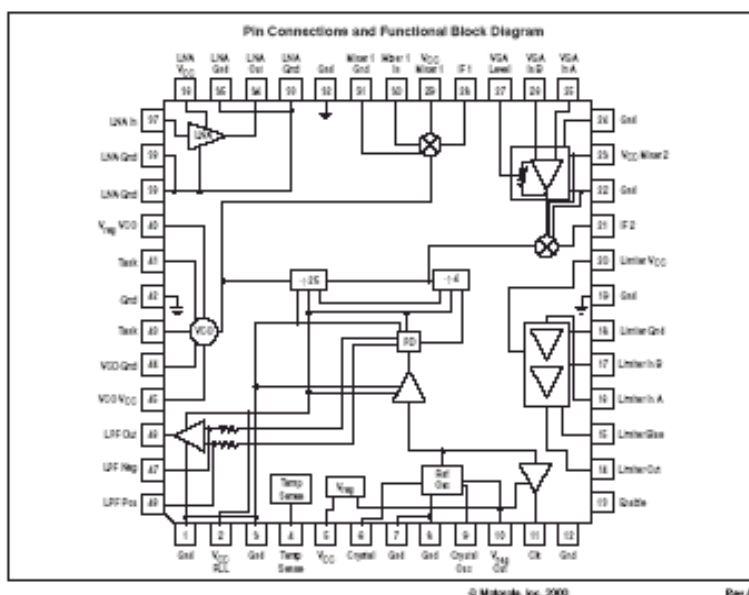 Pin Connections and Functional Block Diagram
LNA VCC
LNA Gnd
LNA Out
LNA Gnd
Gnd
Mixer 1 Gnd
Mixer 1 In
VCC Mixer 1
IF 1
VGA Level
VGA In B
VGA In A
36 35 34 33 32 31 30 29 28 27 26 25
LNA In 37
LNA Gnd 38
LNA Gnd 39
Vreg VCO 40
Tank 41
Gnd 42
Tank 43
VCO Gnd 44
VCO VCC 45
LPF Out 46
LPF Neg 47
LPF Pos 48
LNA
VCO
÷25
÷4
PD
Temp Sense
Vreg
Ref Osc
24 Gnd
23 VCC Mixer 2
22 Gnd
21 IF 2
20 Limiter VCC
19 Gnd
18 Limiter Gnd
17 Limiter In B
16 Limiter In A
15 Limiter Bias
14 Limiter Out
13 Enable
1 2 3 4 5 6 7 8 9 10 11 12
Gnd
VCC PLL
Gnd
Temp Sense
VCC
Crystal
Gnd
Gnd
Crystal Osc
Vreg Out
Clk
Gnd
© Motorola, Inc. 2000